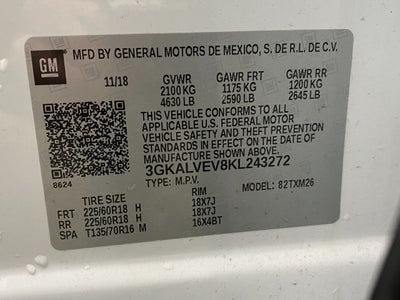 GM
MFD BY GENERAL MOTORS DE MEXICO, S. DE R.L. DE C.V.
11/18 GVWR GAWR FRT GAWR RR
2100 KG 1175 KG 1200 KG
4630 LB 2590 LB 2645 LB
THIS VEHICLE CONFORMS TO ALL
APPLICABLE U.S. FEDERAL MOTOR
VEHICLE SAFETY AND THEFT PREVENTION
STANDARDS IN EFFECT ON THE DATE OF
MANUFACTURE SHOWN ABOVE.
8624 3GKALVEV8KL243272
TYPE: M.P.V. MODEL: 82TXM26
TIRE SIZE RIM
FRT 225/60R18 H 18X7J
RR 225/60R18 H 18X7J
SPA T135/70R16 M 16X4BT